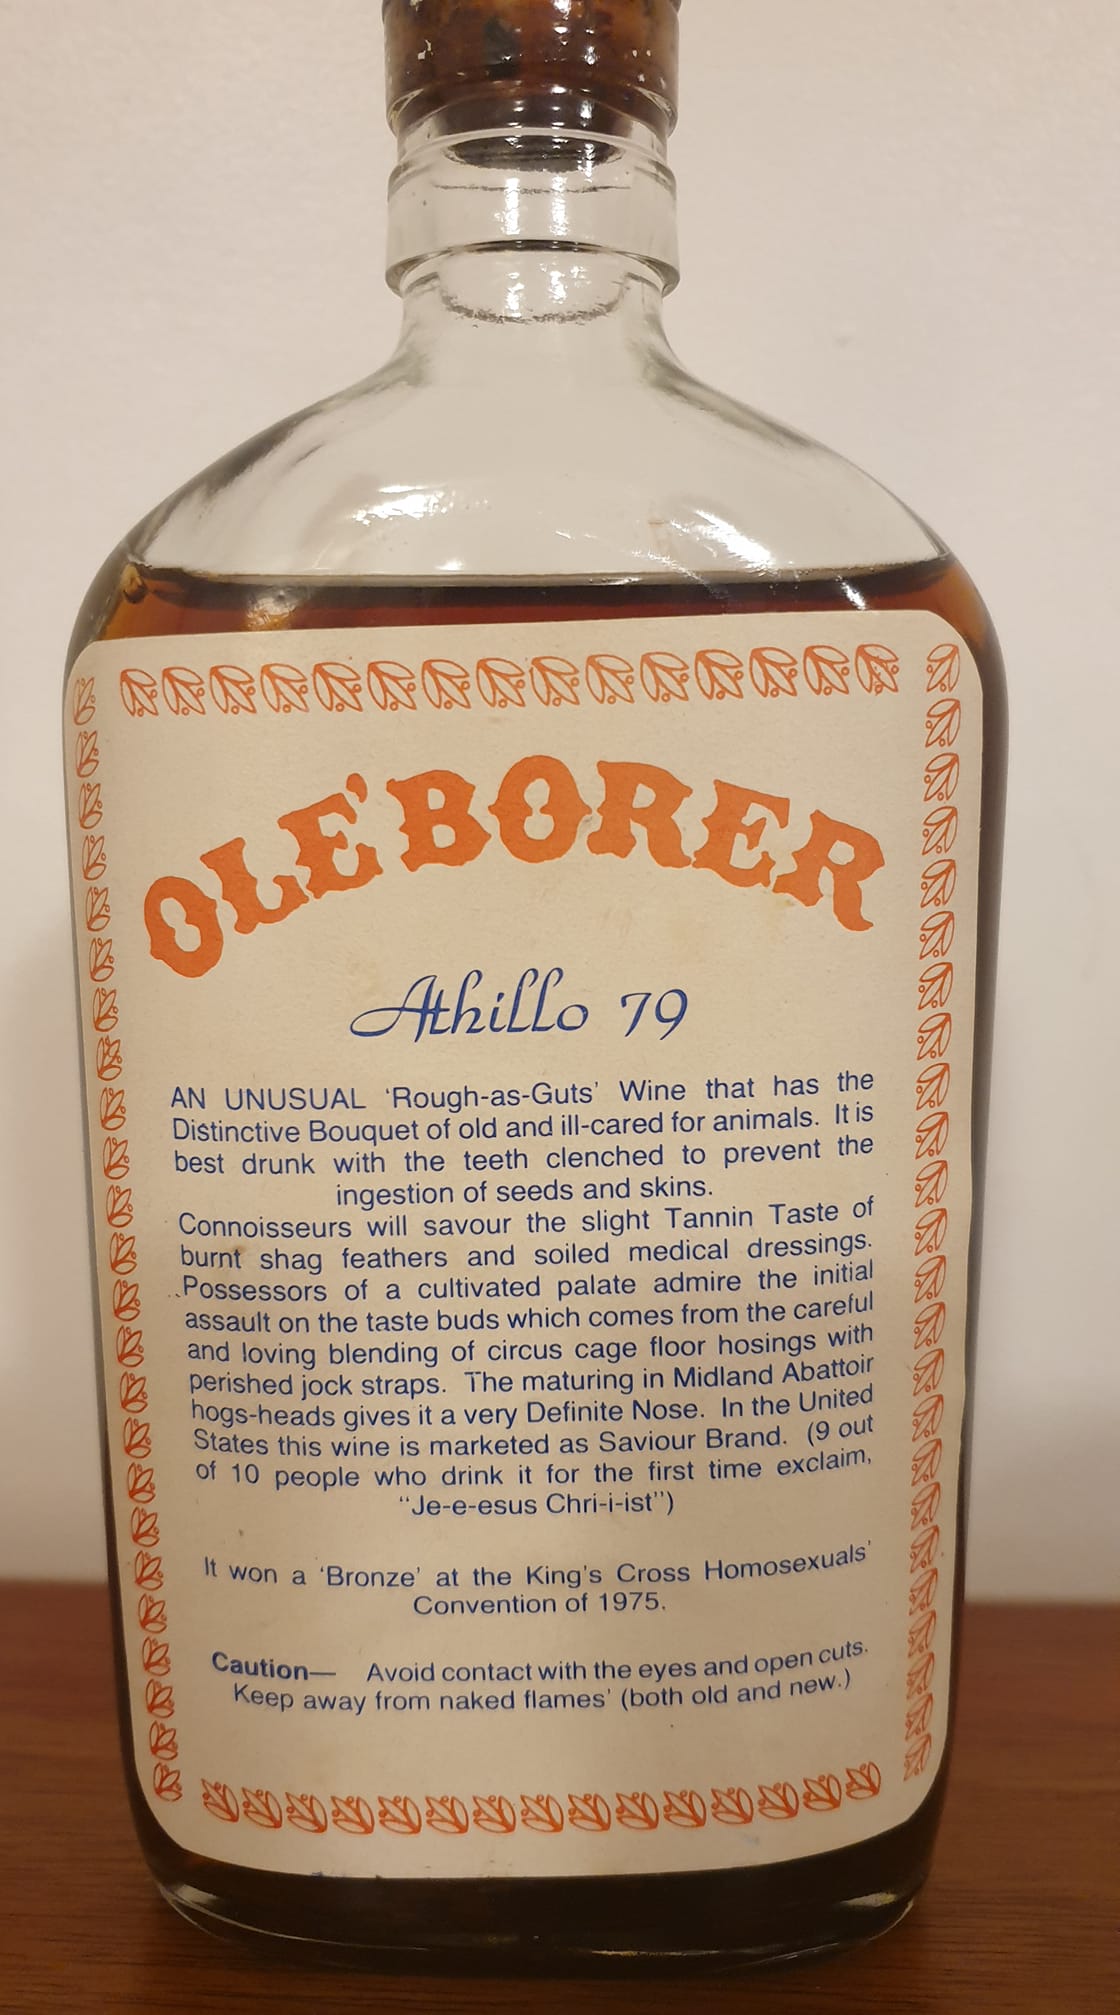 OLE'BORER
Athillo 79
AN UNUSUAL 'Rough-as-Guts' Wine that has the
Distinctive Bouquet of old and ill-cared for animals. It is
best drunk with the teeth clenched to prevent the
ingestion of seeds and skins.
Connoisseurs will savour the slight Tannin Taste of
burnt shag feathers and soiled medical dressings.
Possessors of a cultivated palate admire the initial
assault on the taste buds which comes from the careful
and loving blending of circus cage floor hosings with
perished jock straps. The maturing in Midland Abattoir
hogs-heads gives it a very Definite Nose. In the United
States this wine is marketed as Saviour Brand. (9 out
of 10 people who drink it for the first time exclaim,
"Je-e-esus Chri-i-ist")
It won a 'Bronze' at the King's Cross Homosexuals'
Convention of 1975.
Caution— Avoid contact with the eyes and open cuts.
Keep away from naked flames' (both old and new.)